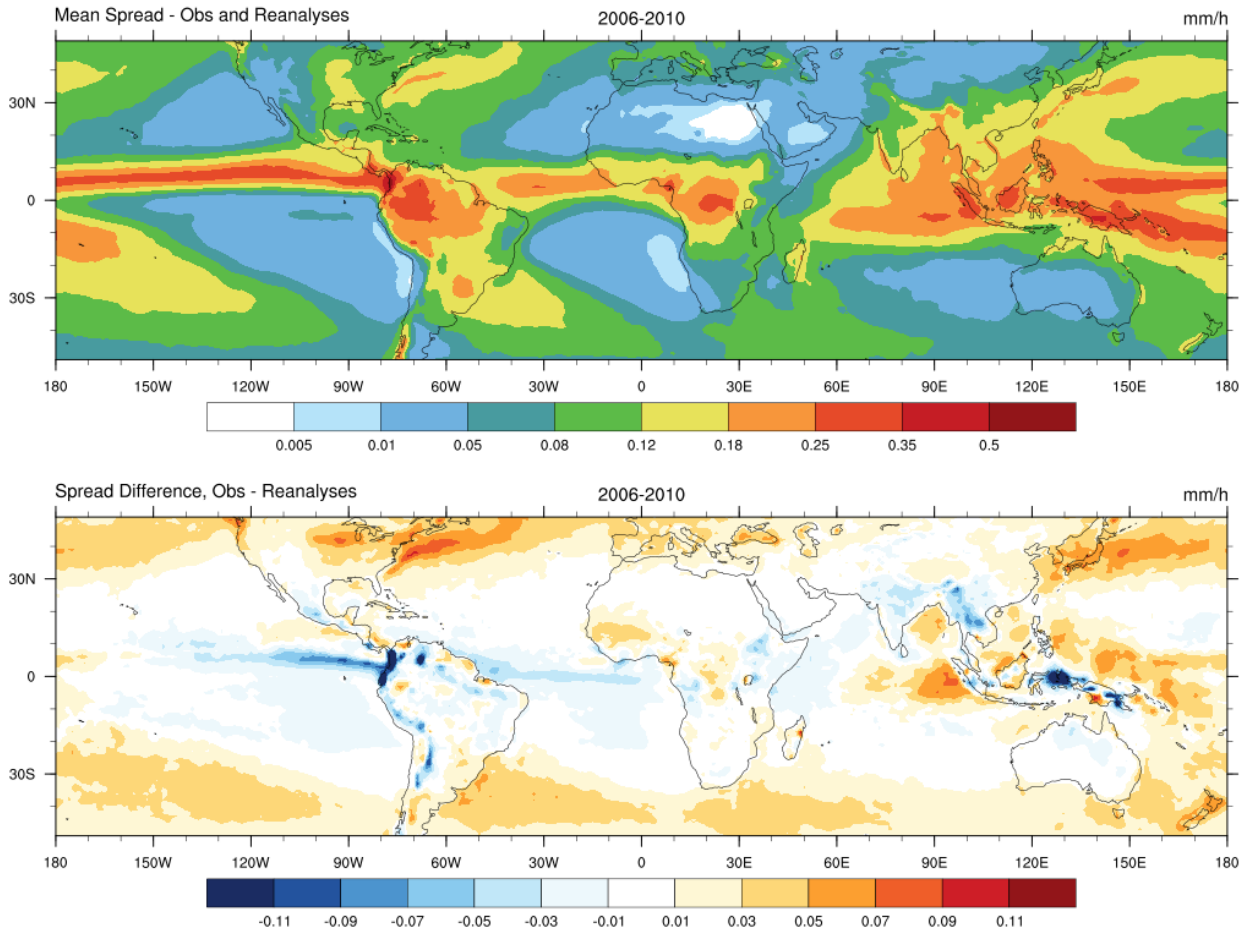 Mean Spread - Obs and Reanalyses 2006-2010 mm/h
30N
0
30S
180 150W 120W 90W 60W 30W 0 30E 60E 90E 120E 150E 180
0.005 0.01 0.05 0.08 0.12 0.18 0.25 0.35 0.5
Spread Difference, Obs - Reanalyses 2006-2010 mm/h
30N
0
30S
180 150W 120W 90W 60W 30W 0 30E 60E 90E 120E 150E 180
-0.11 -0.09 -0.07 -0.05 -0.03 -0.01 0.01 0.03 0.05 0.07 0.09 0.11